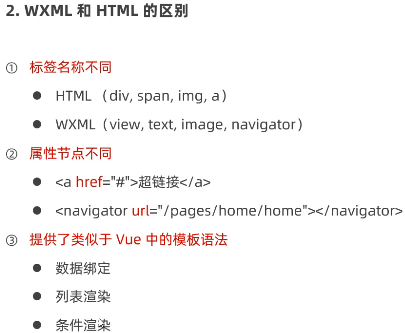 2. WXML 和 HTML 的区别
① 标签名称不同
● HTML （div, span, img, a）
● WXML（view, text, image, navigator）
② 属性节点不同
● <a href="#">超链接</a>
● <navigator url="/pages/home/home"></navigator>
③ 提供了类似于 Vue 中的模板语法
● 数据绑定
● 列表渲染
● 条件渲染